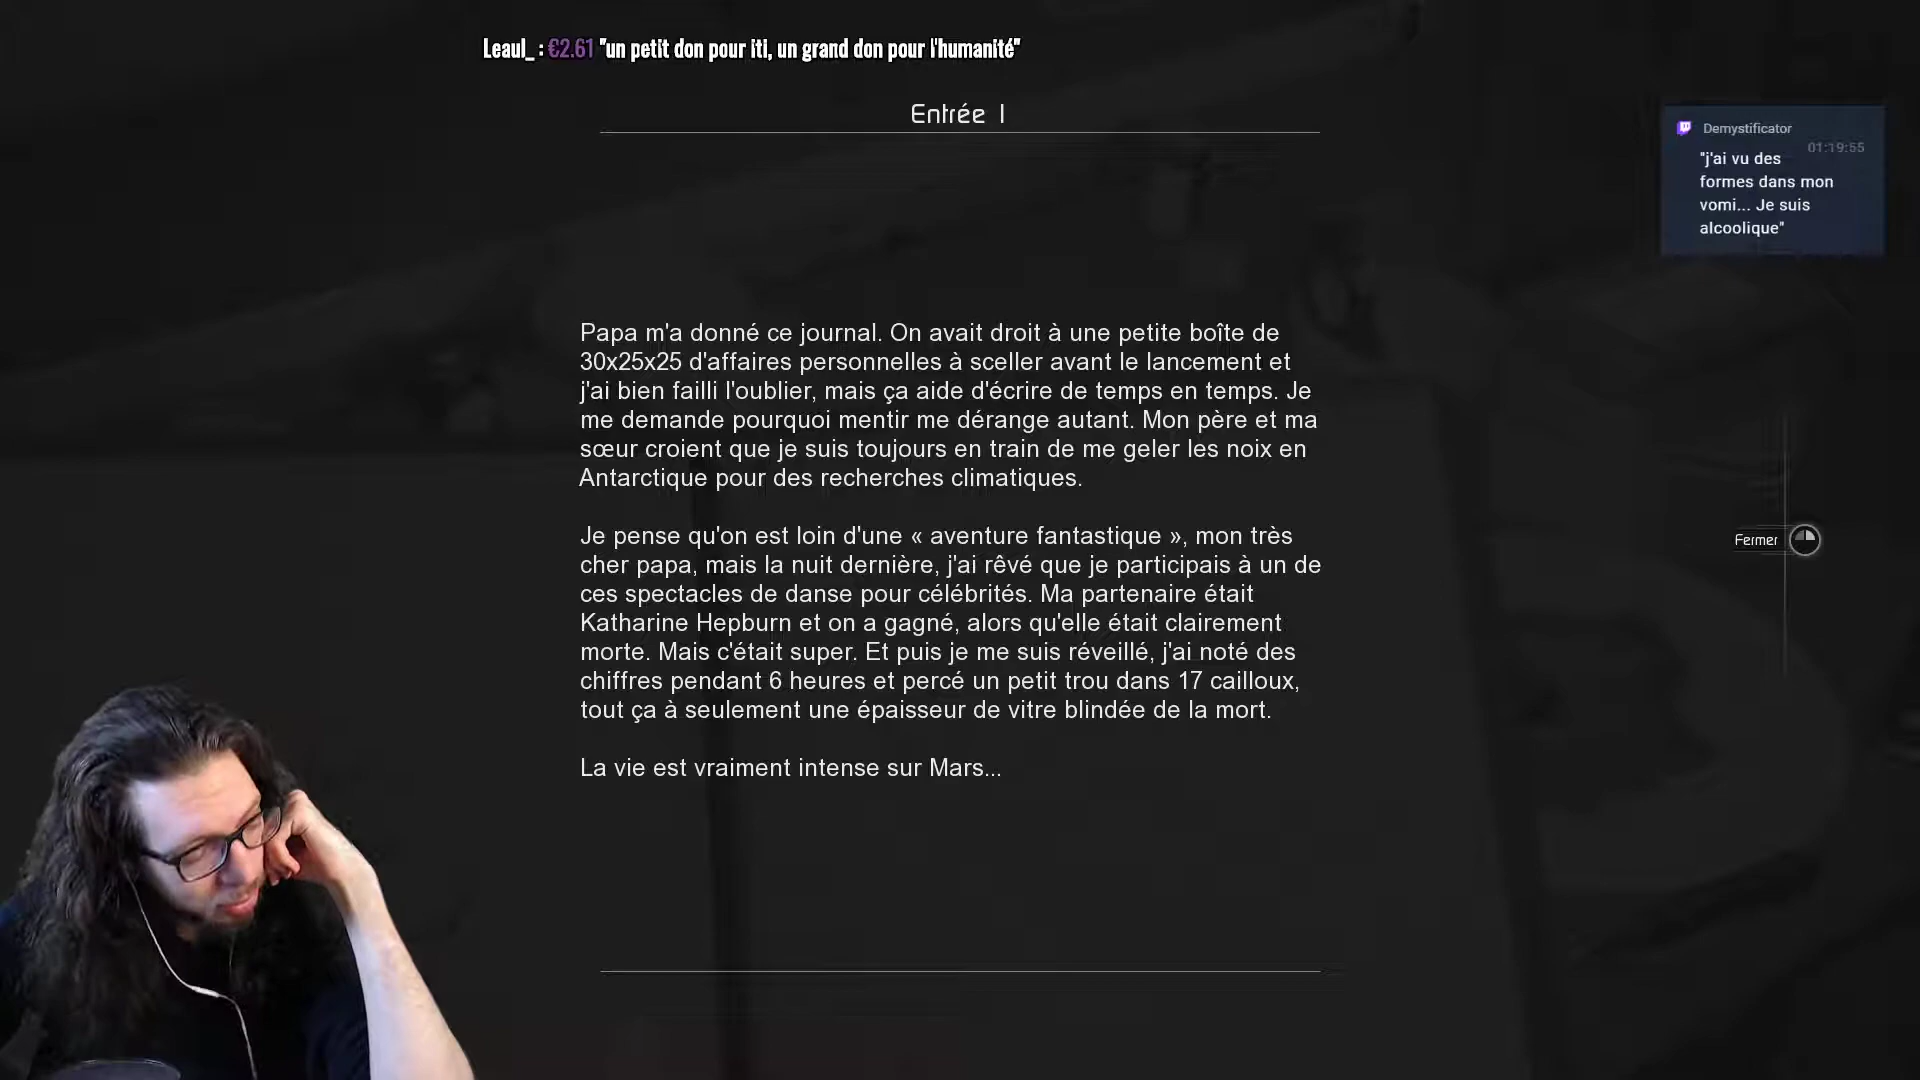 Leaul_ : €2.61 "un petit don pour iti, un grand don pour l'humanité"
Entrée 1
Demystificator
01:19:55
"j'ai vu des
formes dans mon
vomi... Je suis
alcoolique"
Papa m'a donné ce journal. On avait droit à une petite boîte de
30x25x25 d'affaires personnelles à sceller avant le lancement et
j'ai bien failli l'oublier, mais ça aide d'écrire de temps en temps. Je
me demande pourquoi mentir me dérange autant. Mon père et ma
sœur croient que je suis toujours en train de me geler les noix en
Antarctique pour des recherches climatiques.
Je pense qu'on est loin d'une « aventure fantastique », mon très
cher papa, mais la nuit dernière, j'ai rêvé que je participais à un de
ces spectacles de danse pour célébrités. Ma partenaire était
Katharine Hepburn et on a gagné, alors qu'elle était clairement
morte. Mais c'était super. Et puis je me suis réveillé, j'ai noté des
chiffres pendant 6 heures et percé un petit trou dans 17 cailloux,
tout ça à seulement une épaisseur de vitre blindée de la mort.
La vie est vraiment intense sur Mars...
Fermer